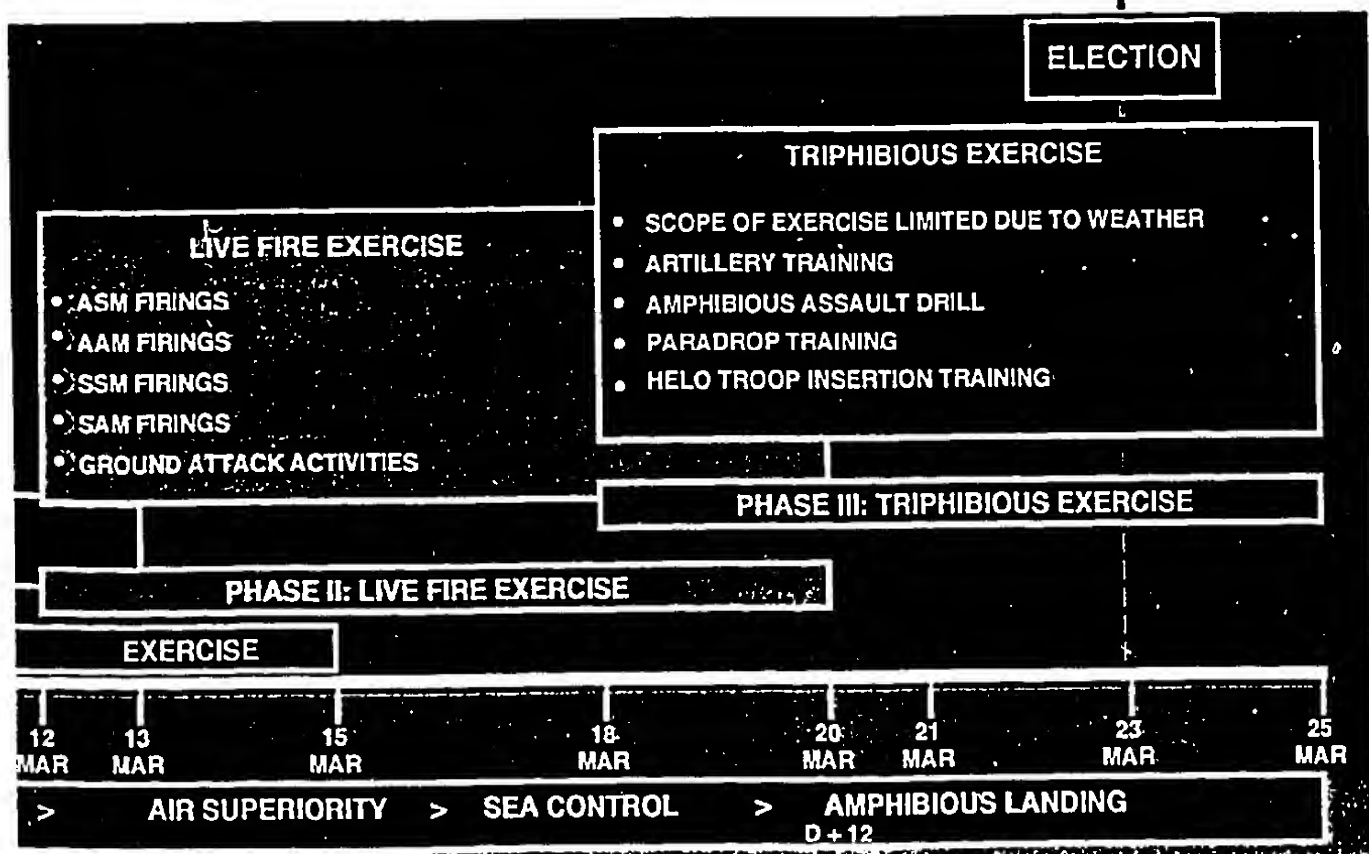 ELECTION
TRIPHIBIOUS EXERCISE
• SCOPE OF EXERCISE LIMITED DUE TO WEATHER
• ARTILLERY TRAINING
• AMPHIBIOUS ASSAULT DRILL
• PARADROP TRAINING
• HELO TROOP INSERTION TRAINING
LIVE FIRE EXERCISE
• ASM FIRINGS
• AAM FIRINGS
• SSM FIRINGS
• SAM FIRINGS
• GROUND ATTACK ACTIVITIES
PHASE III: TRIPHIBIOUS EXERCISE
PHASE II: LIVE FIRE EXERCISE
EXERCISE
12 13 15 18 20 21 23 25
MAR MAR MAR MAR MAR MAR MAR MAR
> AIR SUPERIORITY > SEA CONTROL > AMPHIBIOUS LANDING
D + 12